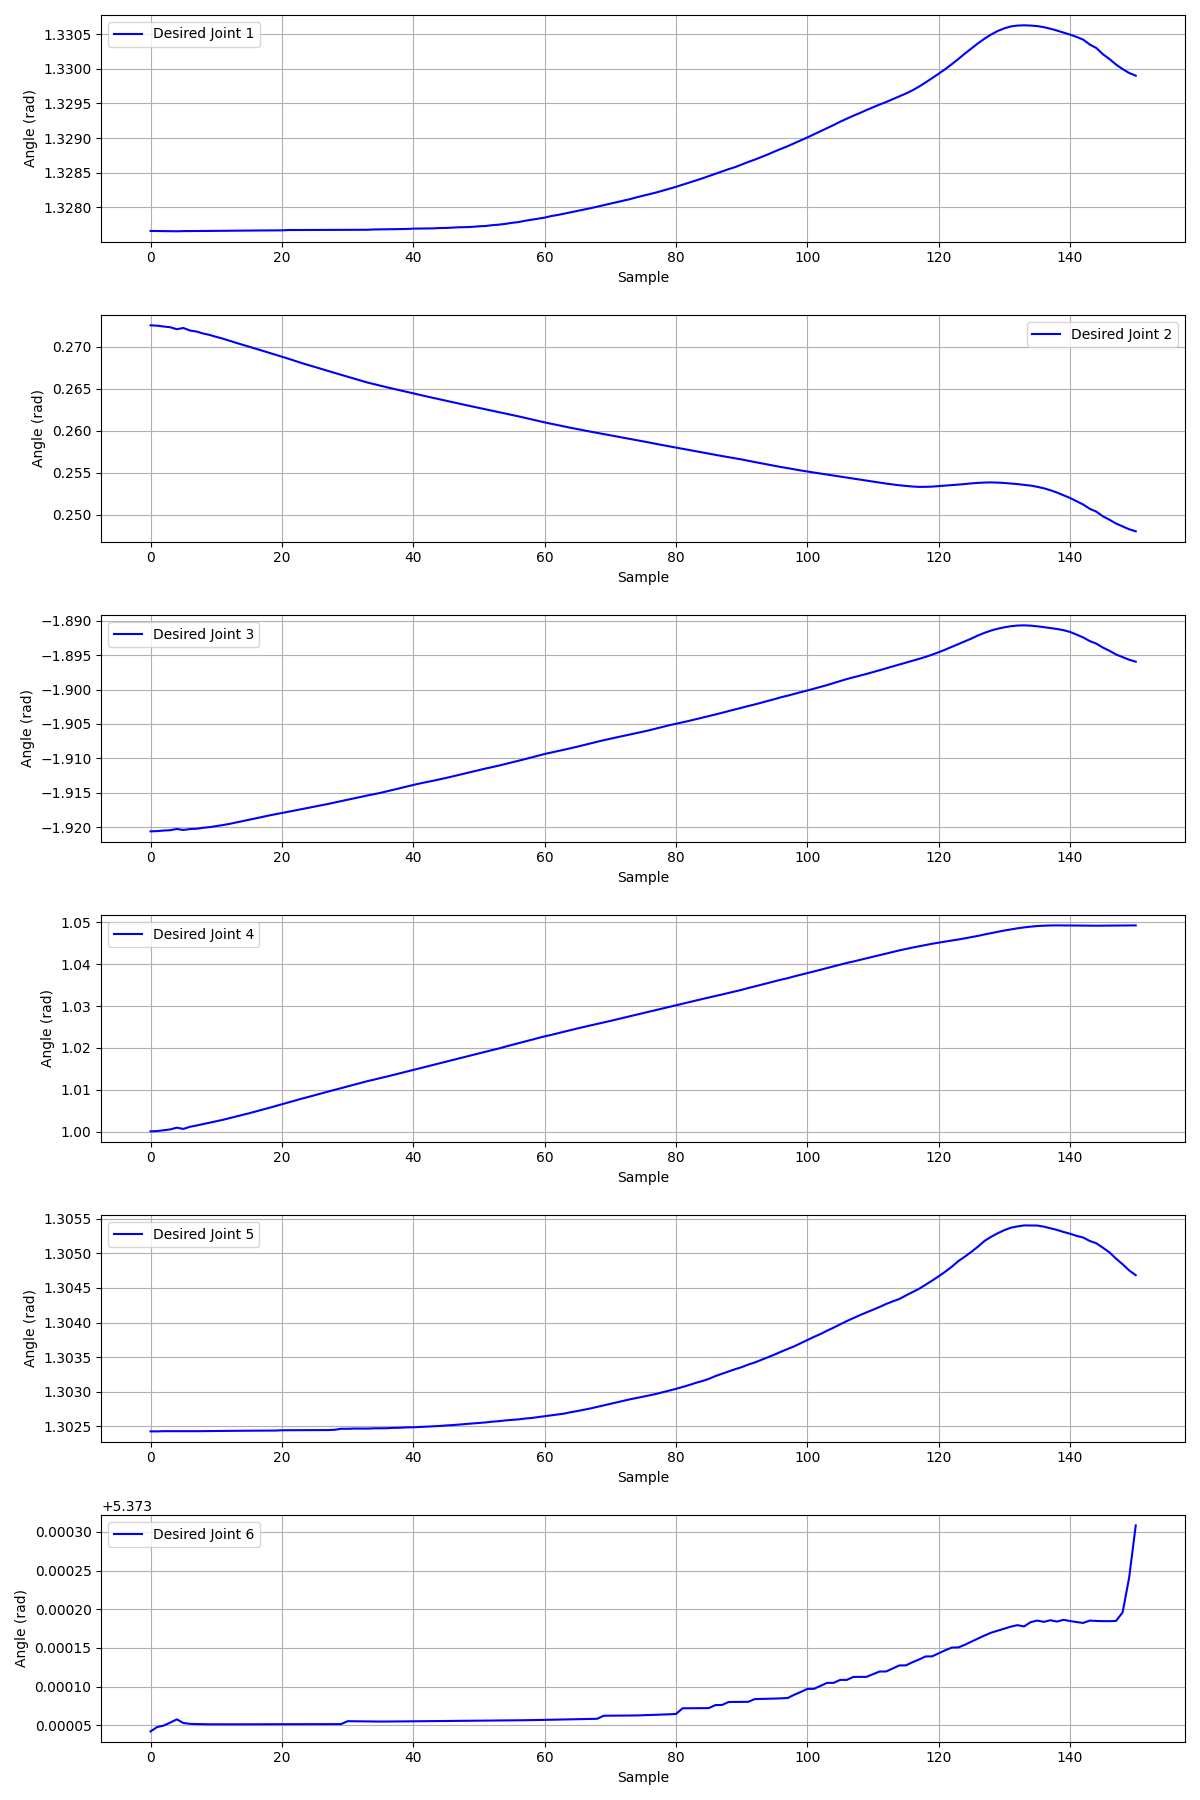 Desired Joint 1
Angle (rad)
1.3305
1.3300
1.3295
1.3290
1.3285
1.3280
0 20 40 60 80 100 120 140
Sample
Desired Joint 2
Angle (rad)
0.270
0.265
0.260
0.255
0.250
0 20 40 60 80 100 120 140
Sample
Desired Joint 3
Angle (rad)
−1.890
−1.895
−1.900
−1.905
−1.910
−1.915
−1.920
0 20 40 60 80 100 120 140
Sample
Desired Joint 4
Angle (rad)
1.05
1.04
1.03
1.02
1.01
1.00
0 20 40 60 80 100 120 140
Sample
Desired Joint 5
Angle (rad)
1.3055
1.3050
1.3045
1.3040
1.3035
1.3030
1.3025
0 20 40 60 80 100 120 140
Sample
+5.373
Desired Joint 6
Angle (rad)
0.00030
0.00025
0.00020
0.00015
0.00010
0.00005
0 20 40 60 80 100 120 140
Sample